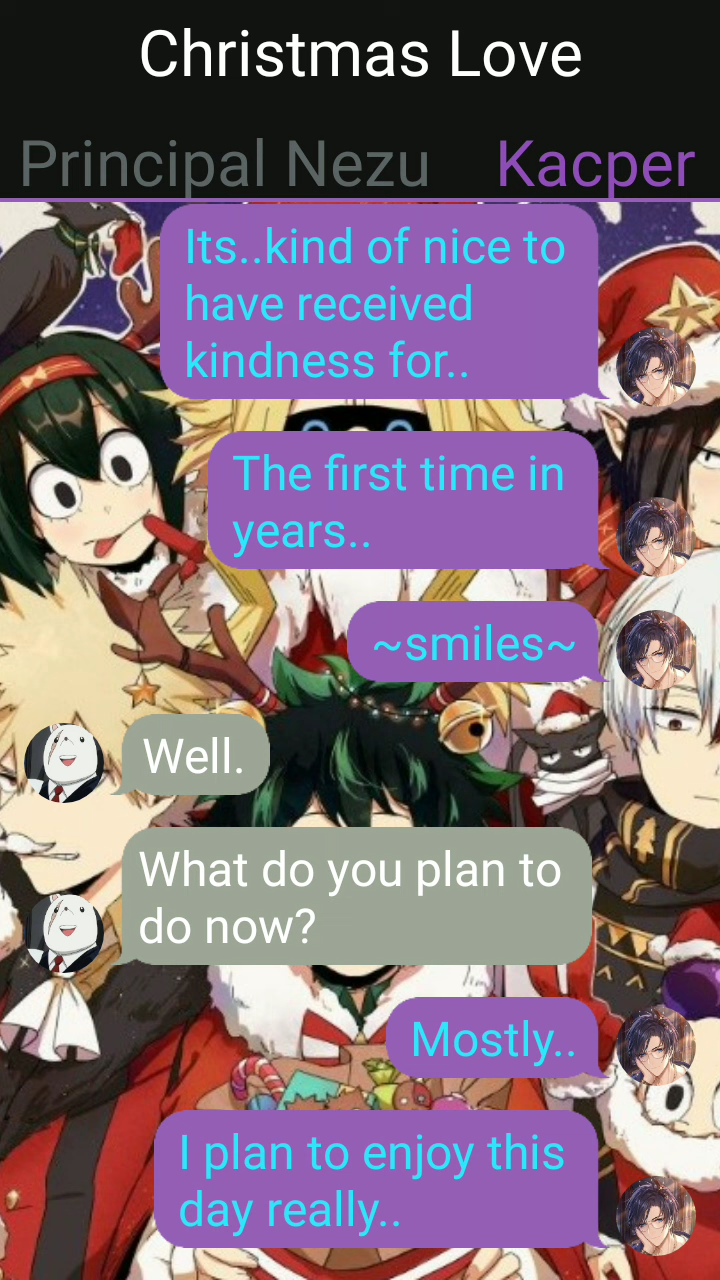 Christmas Love
Principal Nezu Kacper
Its..kind of nice to
have received
kindness for..
The first time in
years..
~smiles~
Well.
What do you plan to
do now?
Mostly..
I plan to enjoy this
day really..